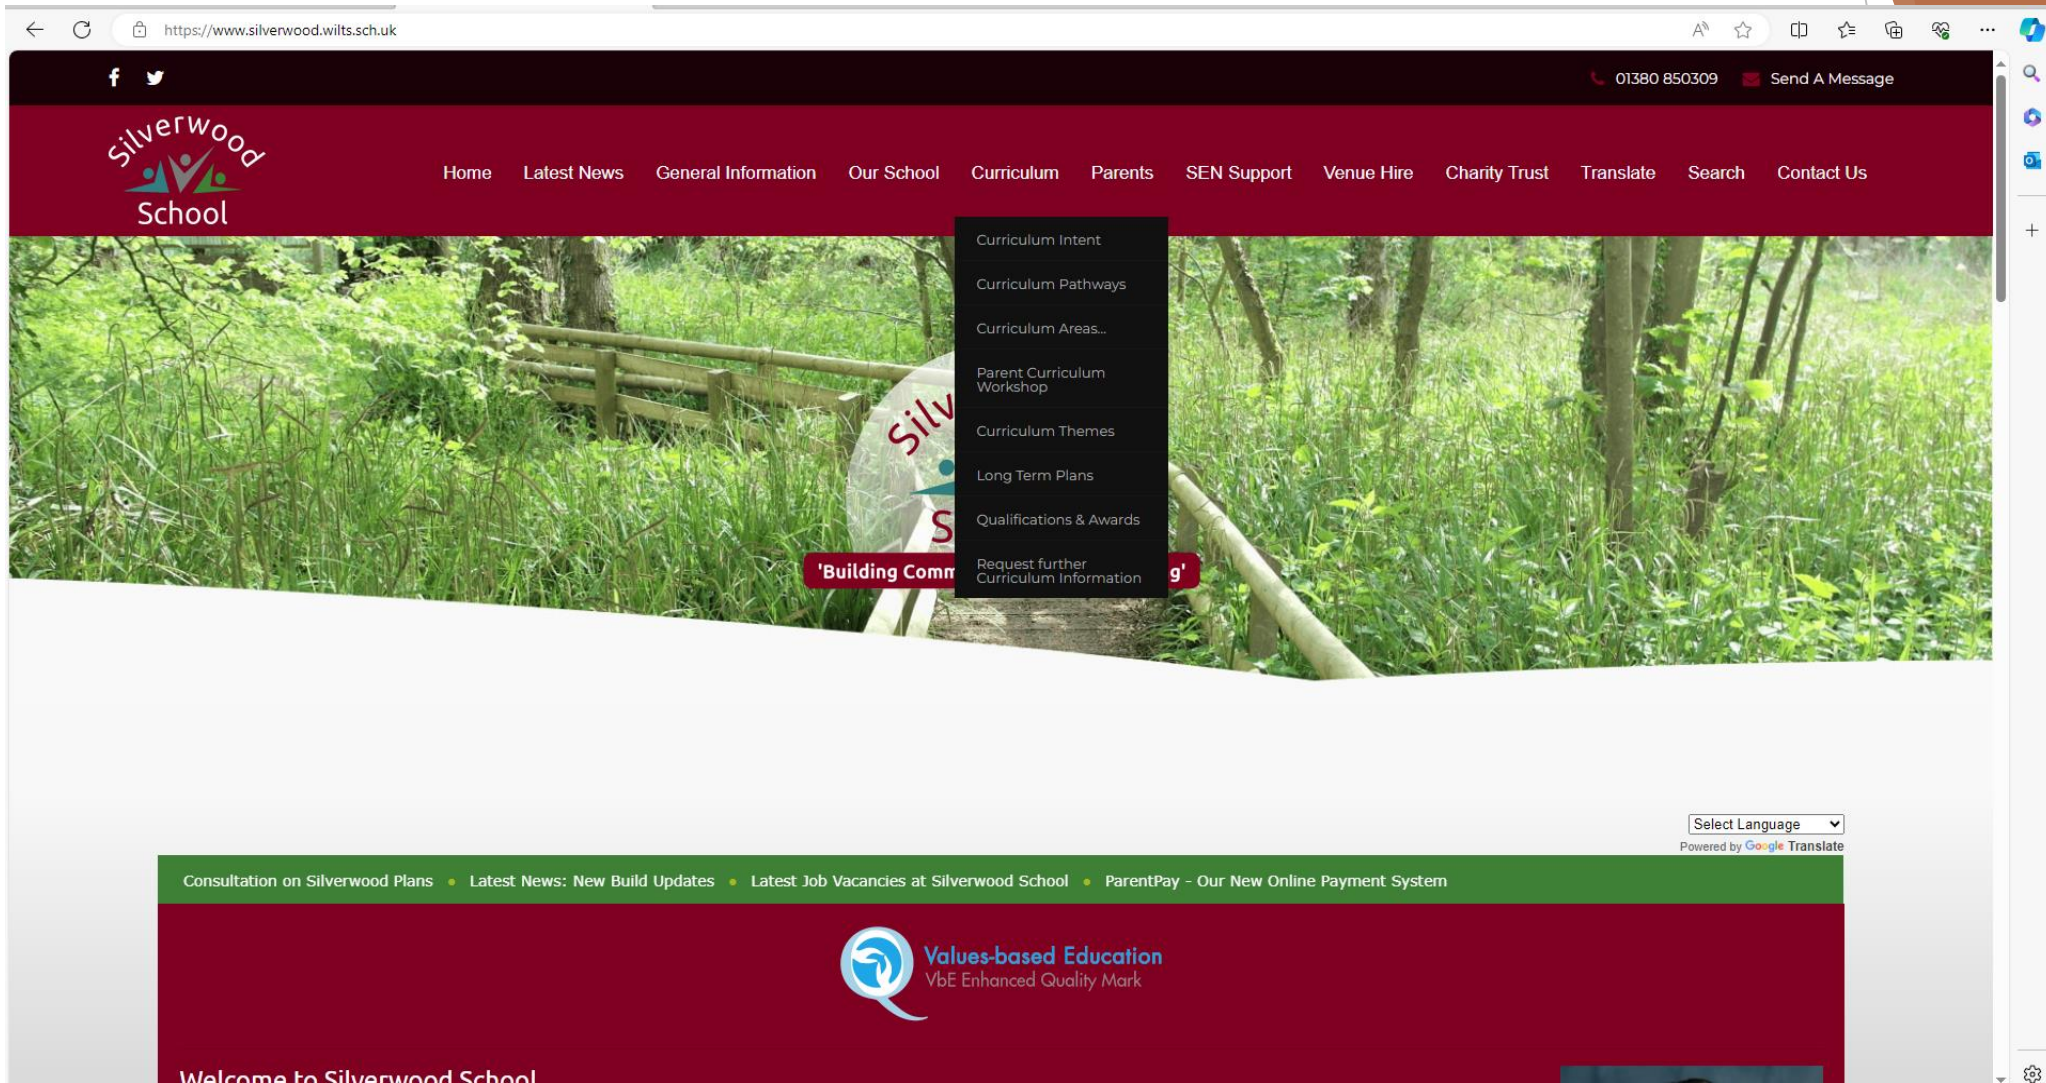 https://www.silverwood.wilts.sch.uk
01380 850309 Send A Message
Silverwood
School
Home Latest News General Information Our School Curriculum Parents SEN Support Venue Hire Charity Trust Translate Search Contact Us
Curriculum Intent
Curriculum Pathways
Curriculum Areas...
Parent Curriculum
Workshop
Curriculum Themes
Long Term Plans
Qualifications & Awards
Request further
Curriculum Information
Silv
S
'Building Comm g'
Select Language
Powered by Google Translate
Consultation on Silverwood Plans • Latest News: New Build Updates • Latest Job Vacancies at Silverwood School • ParentPay - Our New Online Payment System
Values-based Education
VbE Enhanced Quality Mark
Welcome to Silverwood School